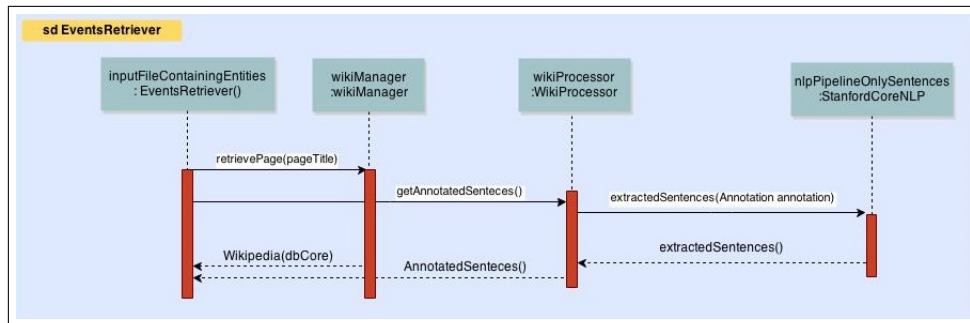 sd EventsRetriever
inputFileContainingEntities
: EventsRetriever()
wikiManager
:wikiManager
wikiProcessor
:WikiProcessor
nlpPipelineOnlySentences
:StanfordCoreNLP
retrievePage(pageTitle)
getAnnotatedSenteces()
extractedSentences(Annotation annotation)
Wikipedia(dbCore)
extractedSentences()
AnnotatedSenteces()